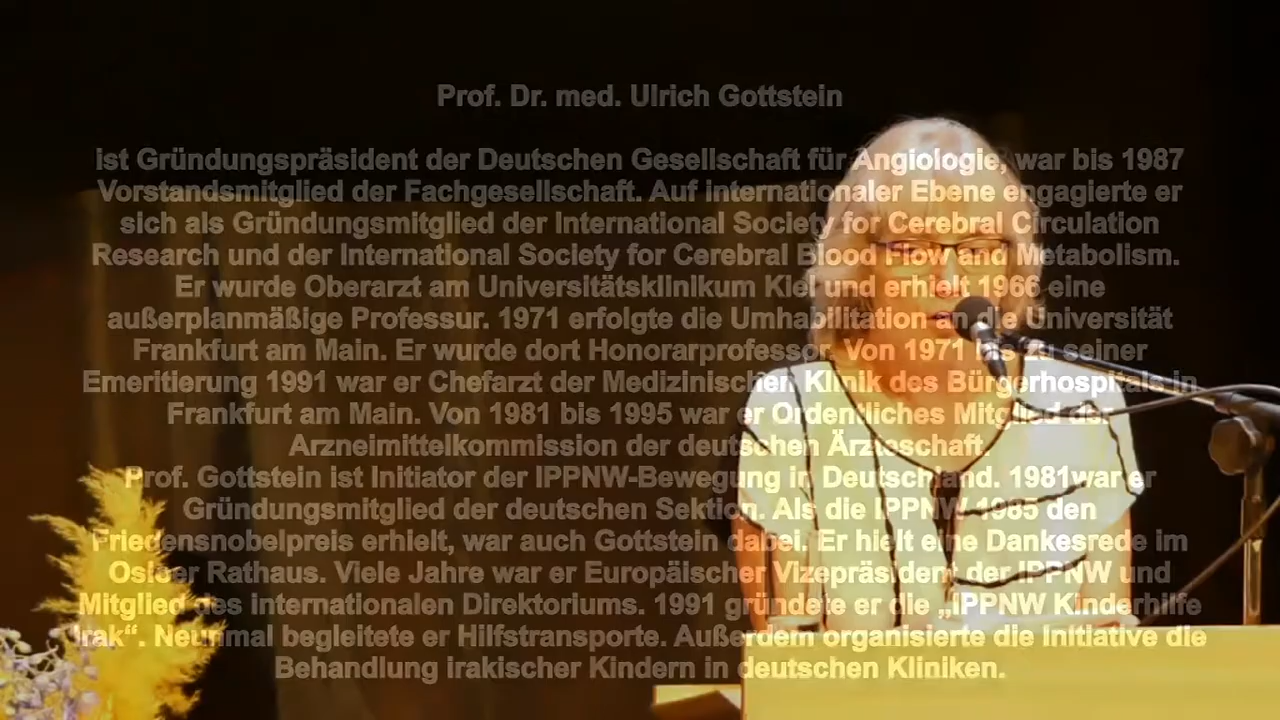 Prof. Dr. med. Ulrich Gottstein
ist Gründungspräsident der Deutschen Gesellschaft für Angiologie, war bis 1987
Vorstandsmitglied der Fachgesellschaft. Auf internationaler Ebene engagierte er
sich als Gründungsmitglied der International Society for Cerebral Circulation
Research und der International Society for Cerebral Blood Flow and Metabolism.
Er wurde Oberarzt am Universitätsklinikum Kiel und erhielt 1966 eine
außerplanmäßige Professur. 1971 erfolgte die Umhabilitation an die Universität
Frankfurt am Main. Er wurde dort Honorarprofessor. Von 1971 bis zu seiner
Emeritierung 1991 war er Chefarzt der Medizinischen Klinik des Bürgerhospitals in
Frankfurt am Main. Von 1981 bis 1995 war er Ordentliches Mitglied der
Arzneimittelkommission der deutschen Ärzteschaft.
Prof. Gottstein ist Initiator der IPPNW-Bewegung in Deutschland. 1981war er
Gründungsmitglied der deutschen Sektion. Als die IPPNW 1985 den
Friedensnobelpreis erhielt, war auch Gottstein dabei. Er hielt eine Dankesrede im
Osloer Rathaus. Viele Jahre war er Europäischer Vizepräsident der IPPNW und
Mitglied des internationalen Direktoriums. 1991 gründete er die „IPPNW Kinderhilfe
Irak“. Neunmal begleitete er Hilfstransporte. Außerdem organisierte die Initiative die
Behandlung irakischer Kindern in deutschen Kliniken.